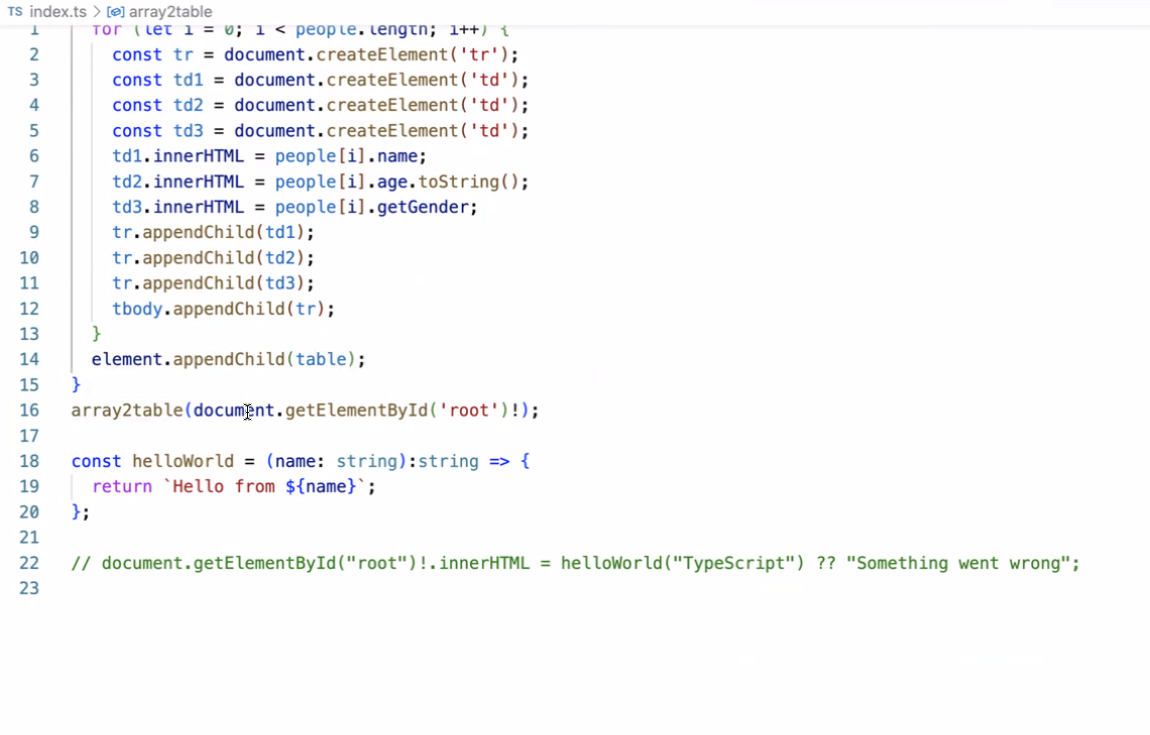 TS index.ts > array2table
1 for (let i = 0; i < people.length; i++) {
2 const tr = document.createElement('tr');
3 const td1 = document.createElement('td');
4 const td2 = document.createElement('td');
5 const td3 = document.createElement('td');
6 td1.innerHTML = people[i].name;
7 td2.innerHTML = people[i].age.toString();
8 td3.innerHTML = people[i].getGender;
9 tr.appendChild(td1);
10 tr.appendChild(td2);
11 tr.appendChild(td3);
12 tbody.appendChild(tr);
13 }
14 element.appendChild(table);
15 }
16 array2table(document.getElementById('root')!);
17
18 const helloWorld = (name: string):string => {
19 return `Hello from ${name}`;
20 };
21
22 // document.getElementById("root")!.innerHTML = helloWorld("TypeScript") ?? "Something went wrong";
23